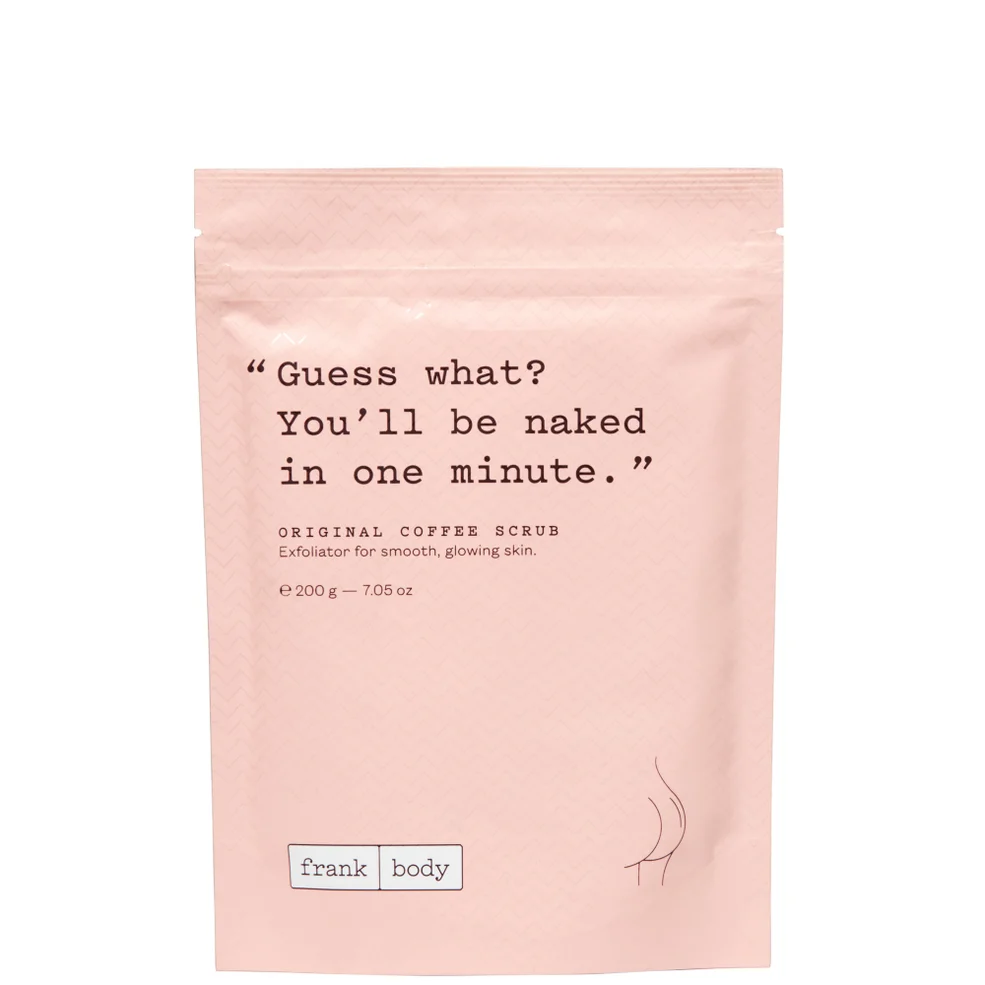 “Guess what?
You’ll be naked
in one minute.”
ORIGINAL COFFEE SCRUB
Exfoliator for smooth, glowing skin.
℮ 200 g — 7.05 oz
frank body